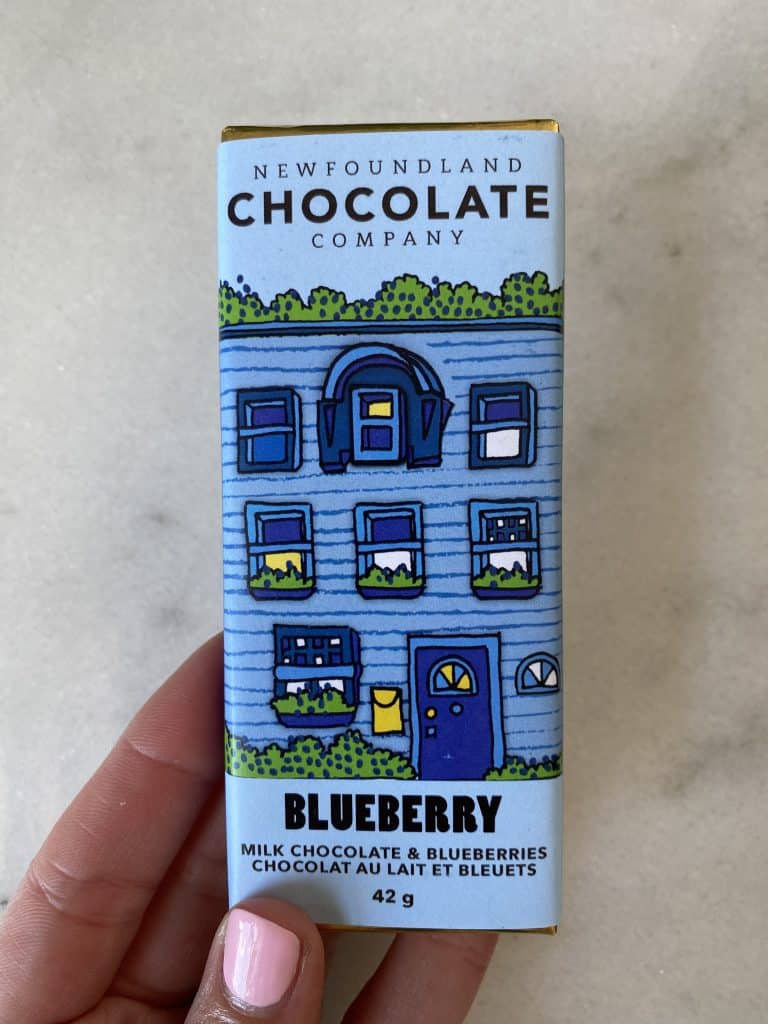 NEWFOUNDLAND
CHOCOLATE
COMPANY
BLUEBERRY
MILK CHOCOLATE & BLUEBERRIES
CHOCOLAT AU LAIT ET BLEUETS
42 g